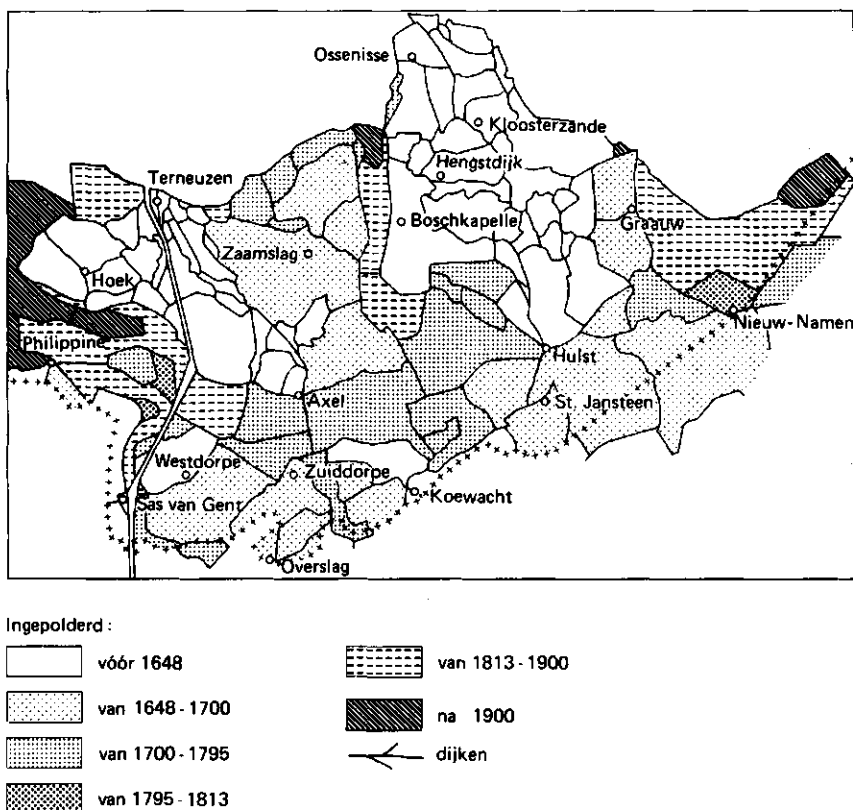 Ossenisse
Kloosterzande
Hengstdijk
Terneuzen
Boschkapelle
Graauw
Zaamslag
Hoek
Nieuw-Namen
Philippine
Hulst
Axel
St. Jansteen
Westdorpe
Zuiddorpe
Sas van Gent
Koewacht
Overslag
Ingepolderd :
vóór 1648
van 1648 - 1700
van 1700 - 1795
van 1795 - 1813
van 1813 - 1900
na 1900
dijken